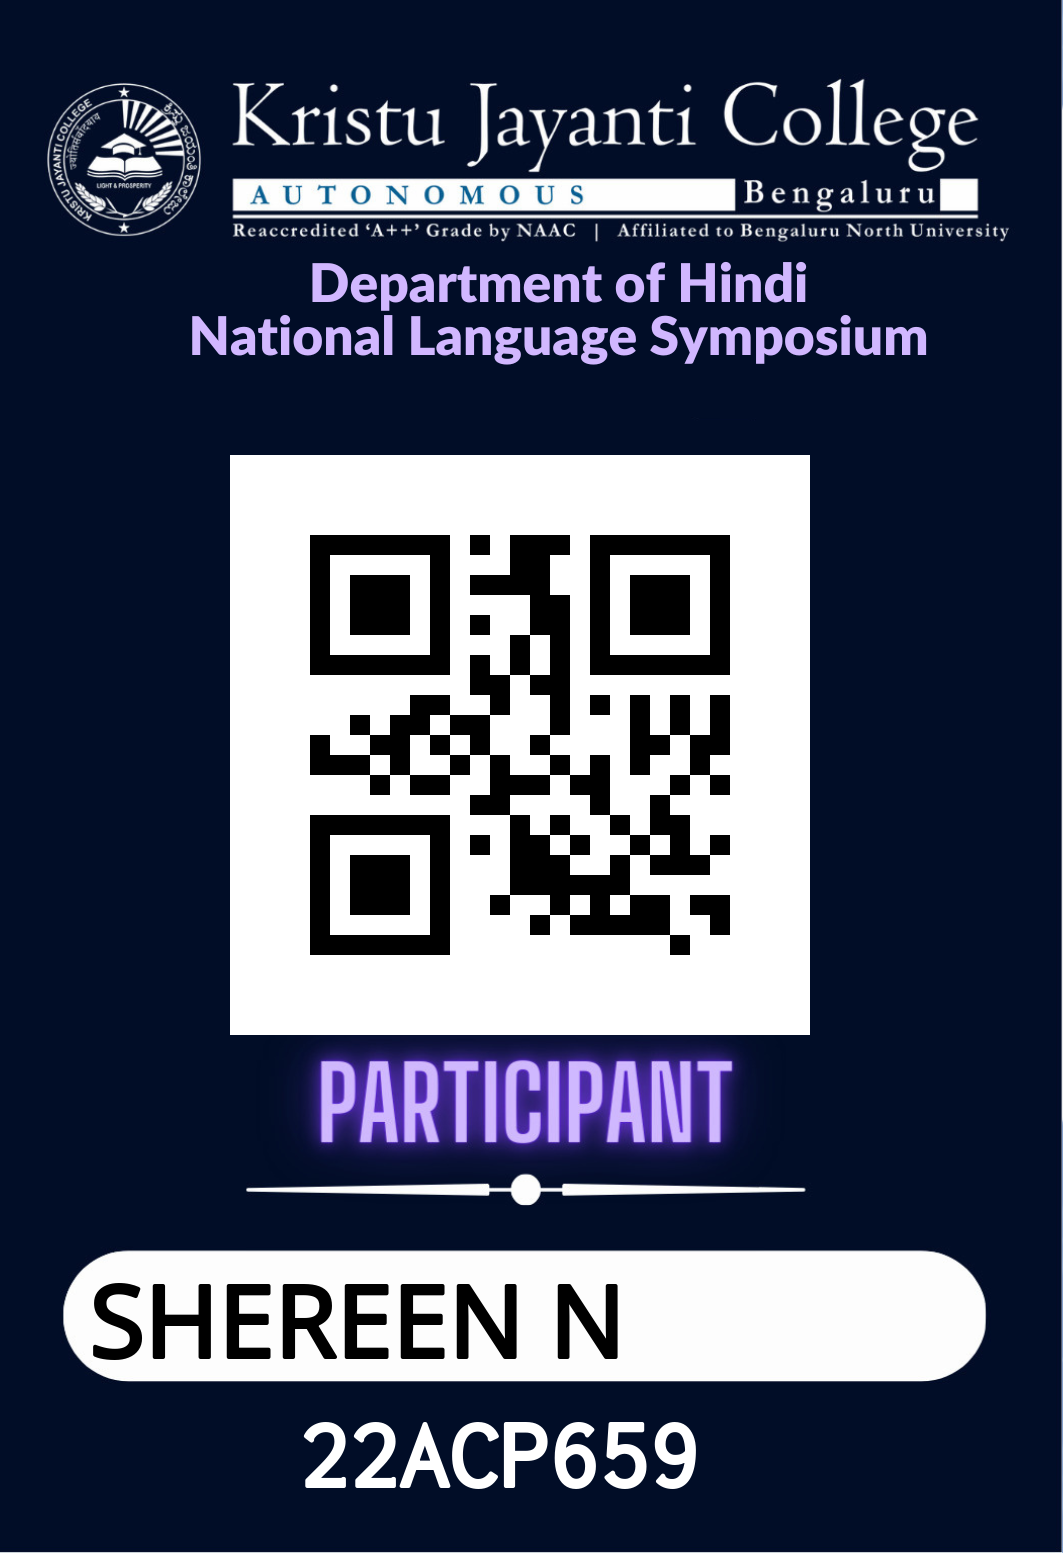 KRISTU JAYANTI COLLEGE
LIGHT & PROSPERITY
Kristu Jayanti College
AUTONOMOUS Bengaluru
Reaccredited ‘A++’ Grade by NAAC | Affiliated to Bengaluru North University
Department of Hindi
National Language Symposium
PARTICIPANT
SHEREEN N
22ACP659